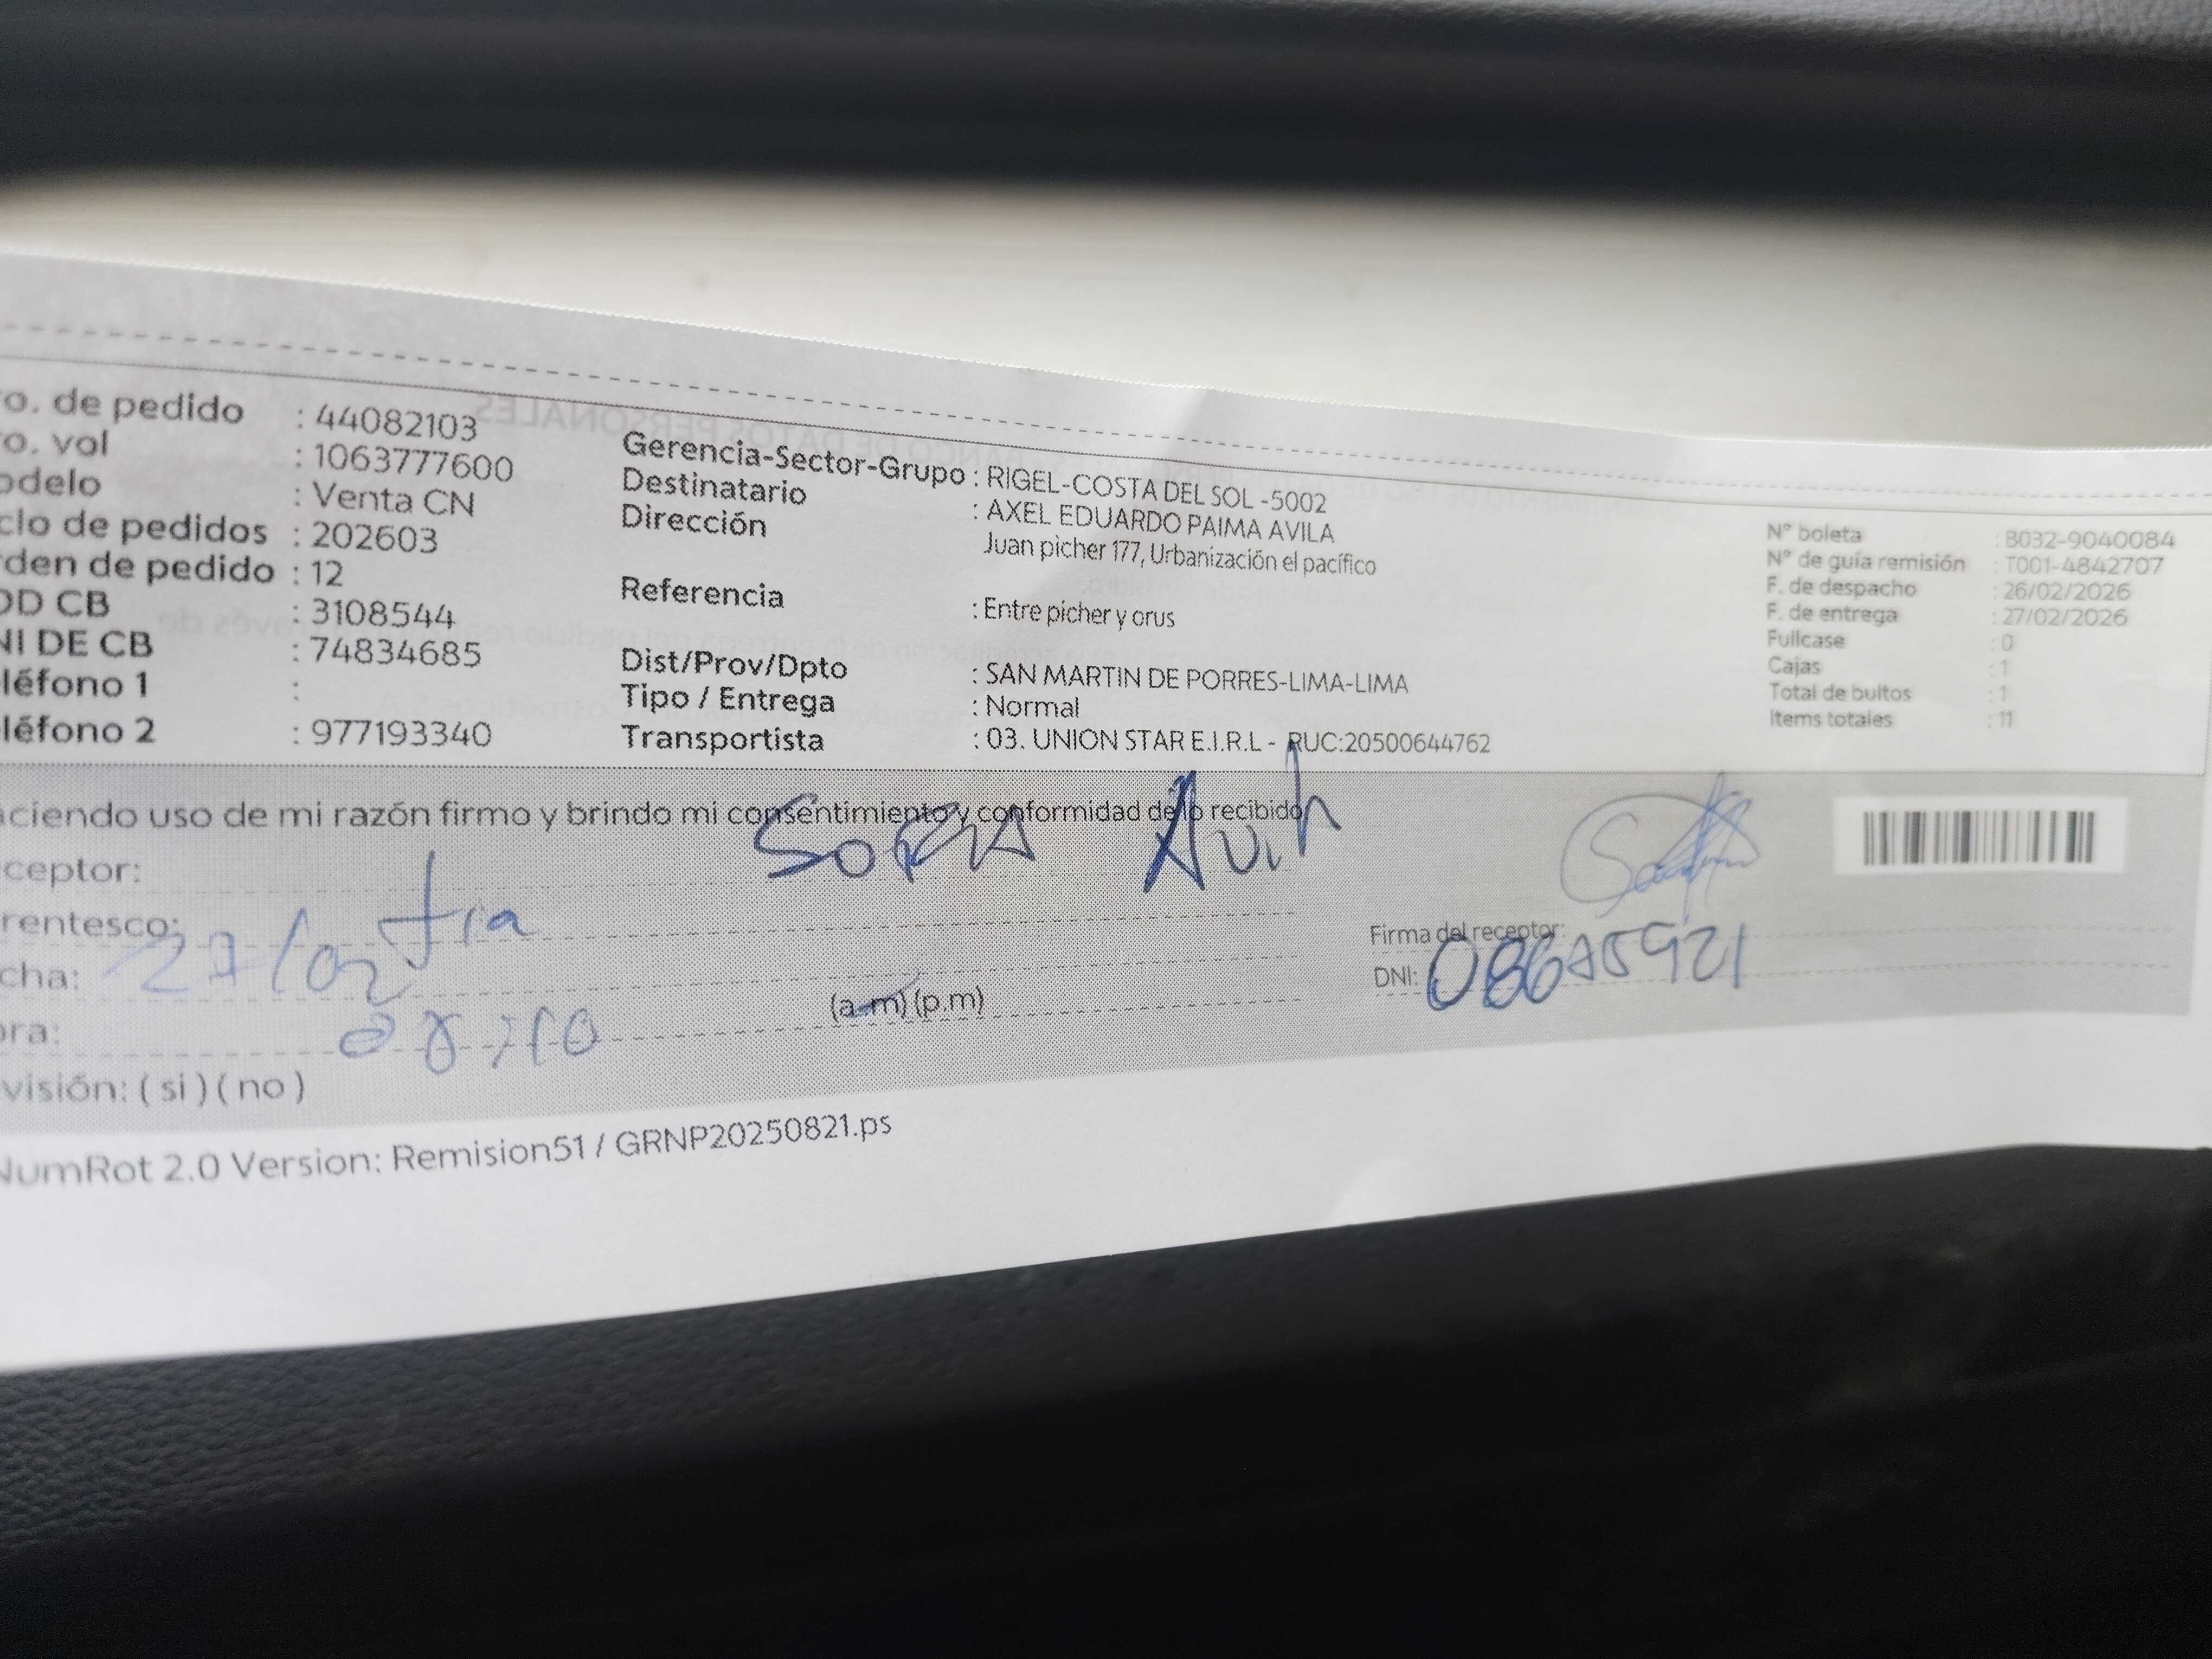 o. de pedido : 44082103
o. vol : 1063777600
odelo : Venta CN
clo de pedidos : 202603
den de pedido : 12
OD CB : 3108544
NI DE CB : 74834685
léfono 1 :
léfono 2 : 977193340
Gerencia-Sector-Grupo : RIGEL-COSTA DEL SOL -5002
Destinatario : AXEL EDUARDO PAIMA AVILA
Dirección Juan picher 177, Urbanización el pacífico
Referencia : Entre picher y orus
Dist/Prov/Dpto : SAN MARTIN DE PORRES-LIMA-LIMA
Tipo / Entrega : Normal
Transportista : 03. UNION STAR E.I.R.L - RUC:20500644762
N° boleta : B032-9040084
N° de guía remisión : T001-4842707
F. de despacho : 26/02/2026
F. de entrega : 27/02/2026
Fullcase : 0
Cajas : 1
Total de bultos : 1
Items totales : 11
aciendo uso de mi razón firmo y brindo mi consentimiento y conformidad de lo recibido
ceptor: SOFIA
rentesco: tia
cha: 27/02
ora: 08:10 (a.m) (p.m)
visión: ( si ) ( no )
Firma del receptor:
DNI:
NumRot 2.0 Version: Remision51 / GRNP20250821.ps